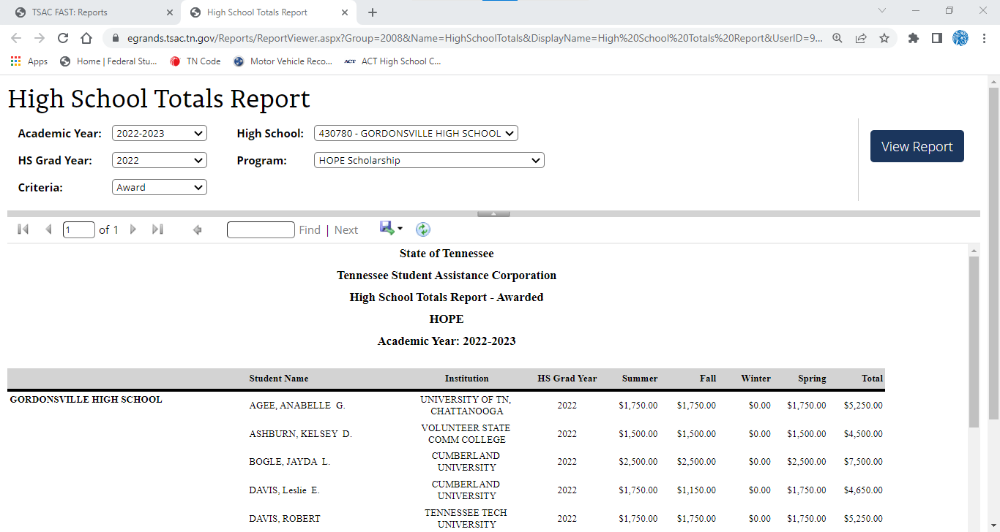 TSAC FAST: Reports
High School Totals Report
egrands.tsac.tn.gov/Reports/ReportViewer.aspx?Group=2008&Name=HighSchoolTotals&DisplayName=High%20School%20Totals%20Report&UserID=9...
Apps Home | Federal Stu... TN Code Motor Vehicle Reco... ACT ACT High School C...
High School Totals Report
Academic Year: 2022-2023 High School: 430780 - GORDONSVILLE HIGH SCHOOL
View Report
HS Grad Year: 2022 Program: HOPE Scholarship
Criteria: Award
1 of 1 Find | Next
State of Tennessee
Tennessee Student Assistance Corporation
High School Totals Report - Awarded
HOPE
Academic Year: 2022-2023
Student Name Institution HS Grad Year Summer Fall Winter Spring Total
GORDONSVILLE HIGH SCHOOL AGEE, ANABELLE G. UNIVERSITY OF TN, CHATTANOOGA 2022 $1,750.00 $1,750.00 $0.00 $1,750.00 $5,250.00
ASHBURN, KELSEY D. VOLUNTEER STATE COMM COLLEGE 2022 $1,500.00 $1,500.00 $0.00 $1,500.00 $4,500.00
BOGLE, JAYDA L. CUMBERLAND UNIVERSITY 2022 $2,500.00 $2,500.00 $0.00 $2,500.00 $7,500.00
DAVIS, Leslie E. CUMBERLAND UNIVERSITY 2022 $1,750.00 $1,150.00 $0.00 $1,750.00 $4,650.00
DAVIS, ROBERT TENNESSEE TECH UNIVERSITY 2022 $1,750.00 $1,750.00 $0.00 $1,750.00 $5,250.00